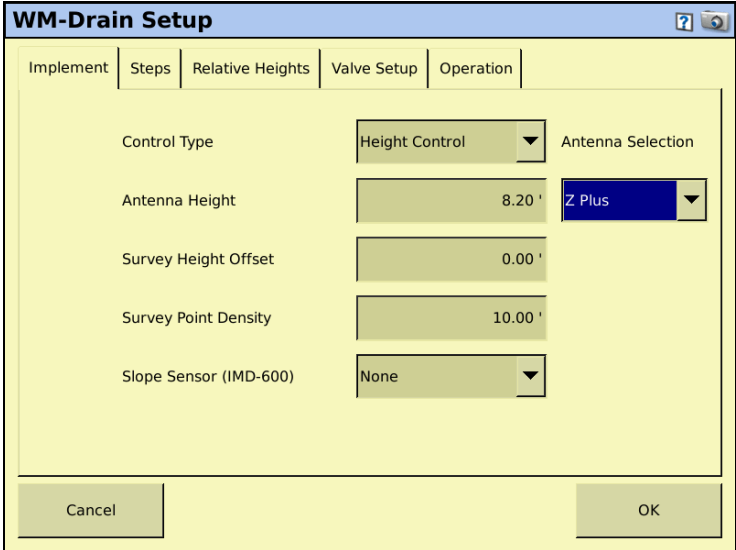 WM-Drain Setup ?
Implement Steps Relative Heights Valve Setup Operation
Control Type Height Control Antenna Selection
Antenna Height 8.20 ' Z Plus
Survey Height Offset 0.00 '
Survey Point Density 10.00 '
Slope Sensor (IMD-600) None
Cancel OK